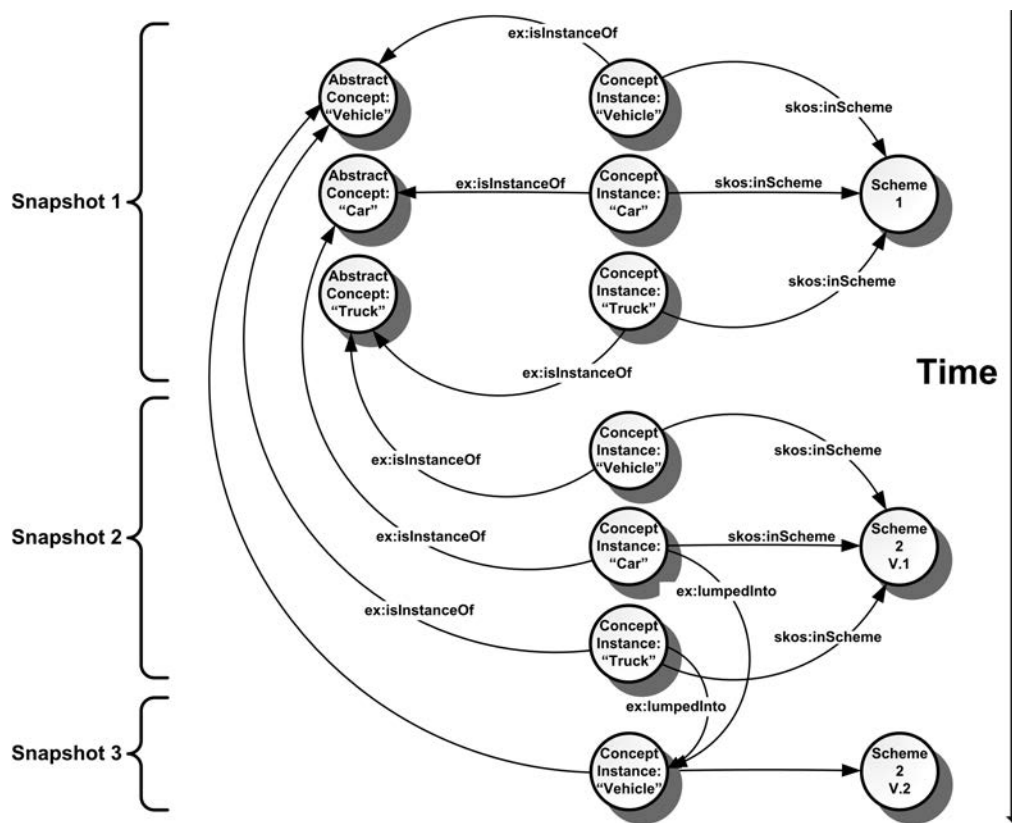 ex:isInstanceOf
Abstract
Concept:
“Vehicle”
Concept
Instance:
“Vehicle”
skos:inScheme
Snapshot 1
Abstract
Concept:
“Car”
ex:isInstanceOf
Concept
Instance:
“Car”
skos:inScheme
Scheme
1
Abstract
Concept:
“Truck”
Concept
Instance:
“Truck”
skos:inScheme
ex:isInstanceOf
Time
Snapshot 2
ex:isInstanceOf
Concept
Instance:
“Vehicle”
skos:inScheme
ex:isInstanceOf
Concept
Instance:
“Car”
skos:inScheme
Scheme
2
V.1
ex:lumpedInto
ex:isInstanceOf
Concept
Instance:
“Truck”
skos:inScheme
ex:lumpedInto
Snapshot 3
Concept
Instance:
“Vehicle”
Scheme
2
V.2